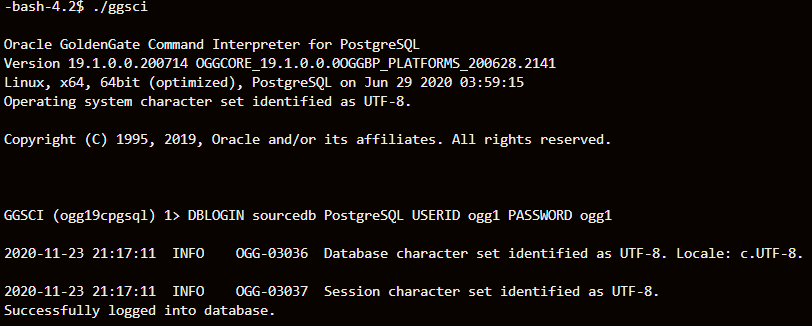 -bash-4.2$ ./ggsci
Oracle GoldenGate Command Interpreter for PostgreSQL
Version 19.1.0.0.200714 OGGCORE_19.1.0.0.0OGGBP_PLATFORMS_200628.2141
Linux, x64, 64bit (optimized), PostgreSQL on Jun 29 2020 03:59:15
Operating system character set identified as UTF-8.
Copyright (C) 1995, 2019, Oracle and/or its affiliates. All rights reserved.
GGSCI (ogg19cpgsql) 1> DBLOGIN sourcedb PostgreSQL USERID ogg1 PASSWORD ogg1
2020-11-23 21:17:11  INFO    OGG-03036  Database character set identified as UTF-8. Locale: c.UTF-8.
2020-11-23 21:17:11  INFO    OGG-03037  Session character set identified as UTF-8.
Successfully logged into database.